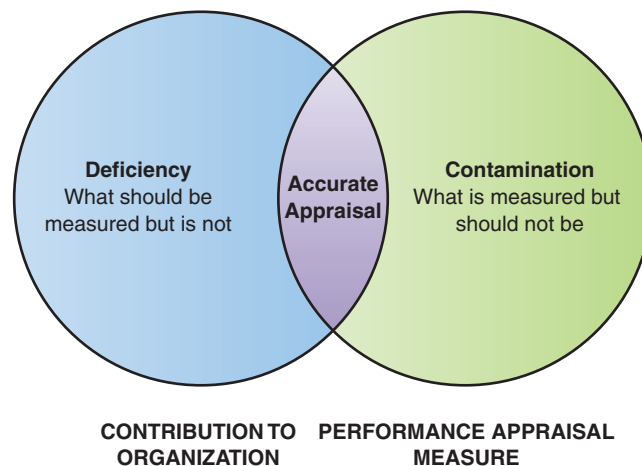 Deficiency
What should be
measured but is not
Accurate
Appraisal
Contamination
What is measured but
should not be
CONTRIBUTION TO
ORGANIZATION
PERFORMANCE APPRAISAL
MEASURE